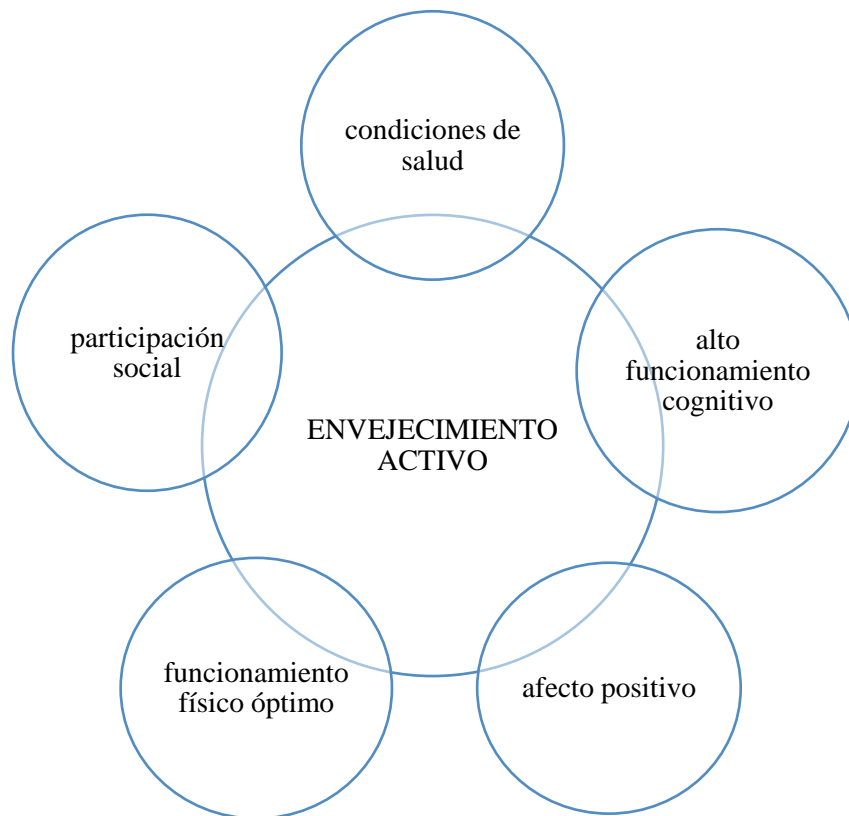 condiciones de
salud
alto
funcionamiento
cognitivo
afecto positivo
funcionamiento
físico óptimo
participación
social
ENVEJECIMIENTO
ACTIVO